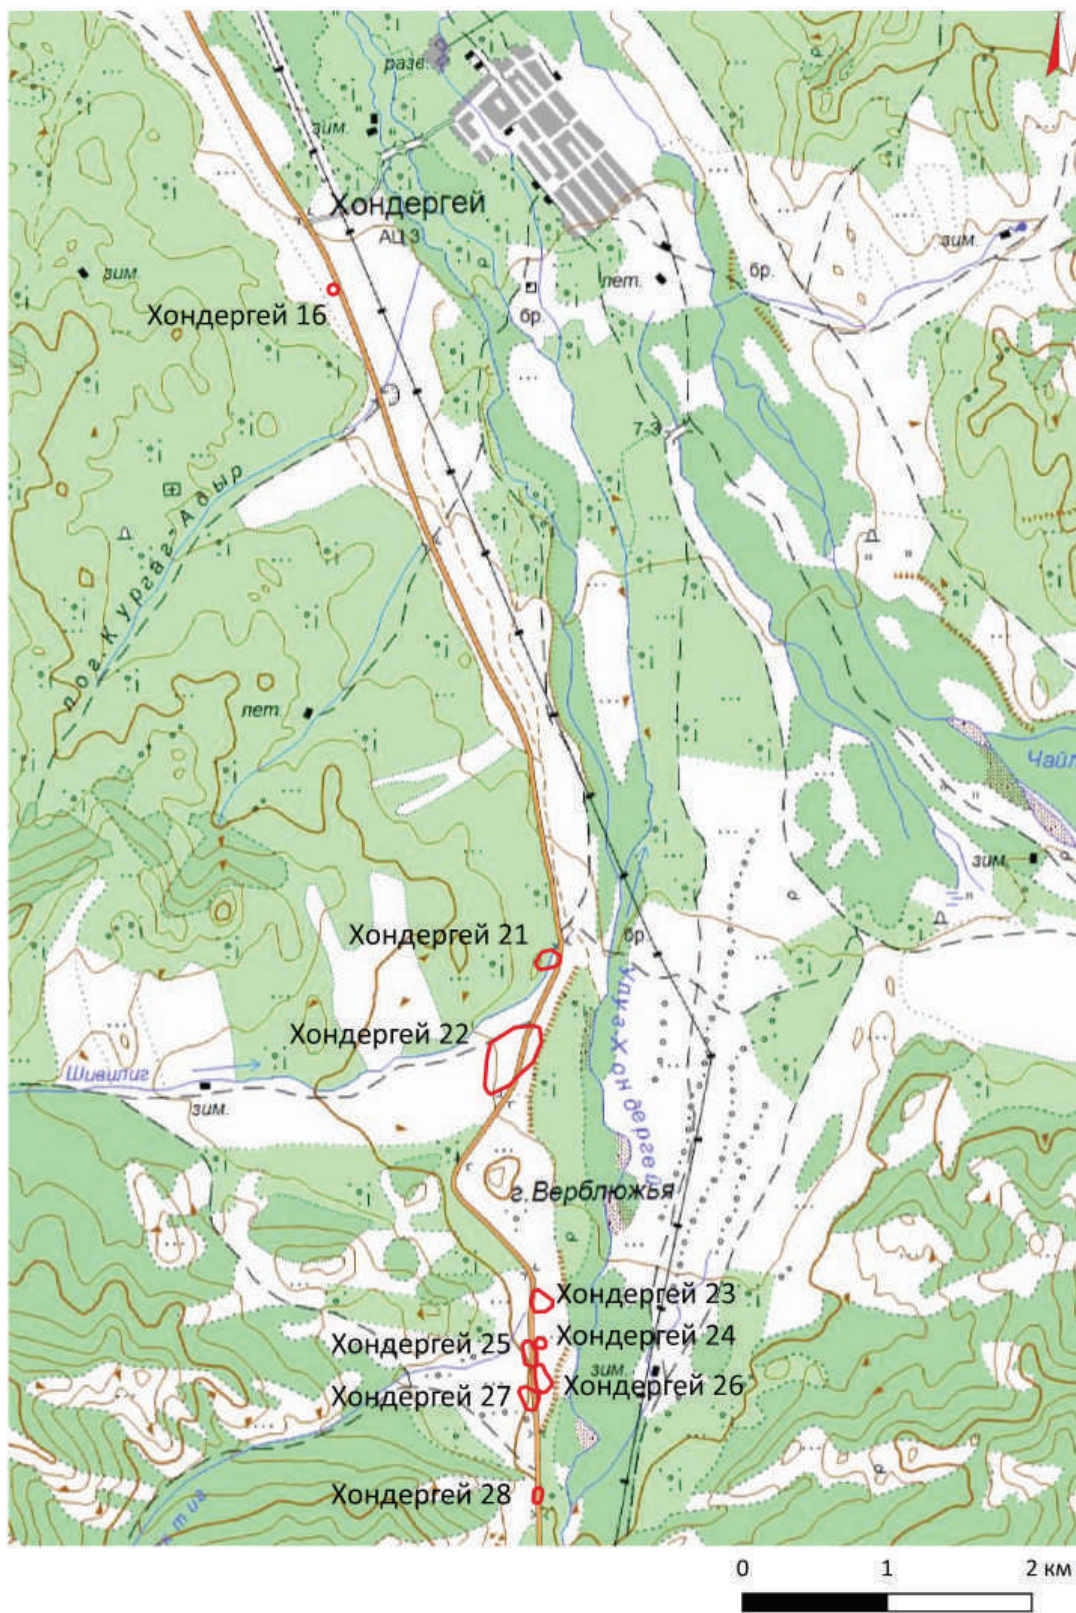 разв.
зим.
Хондергей
АЦ 3
зим.
зим.
лет.
бр.
бр.
Хондергей 16
7-3
лог. Кургаг-Адыр
лет.
Чайл
зим.
Хондергей 21
бр.
Улуг-Хондергей
Хондергей 22
Шивилиг
зим.
г.Верблюжья
Хондергей 23
Хондергей 24
Хондергей 25
зим.
Хондергей 26
Хондергей 27
Хондергей 28
0 1 2 км